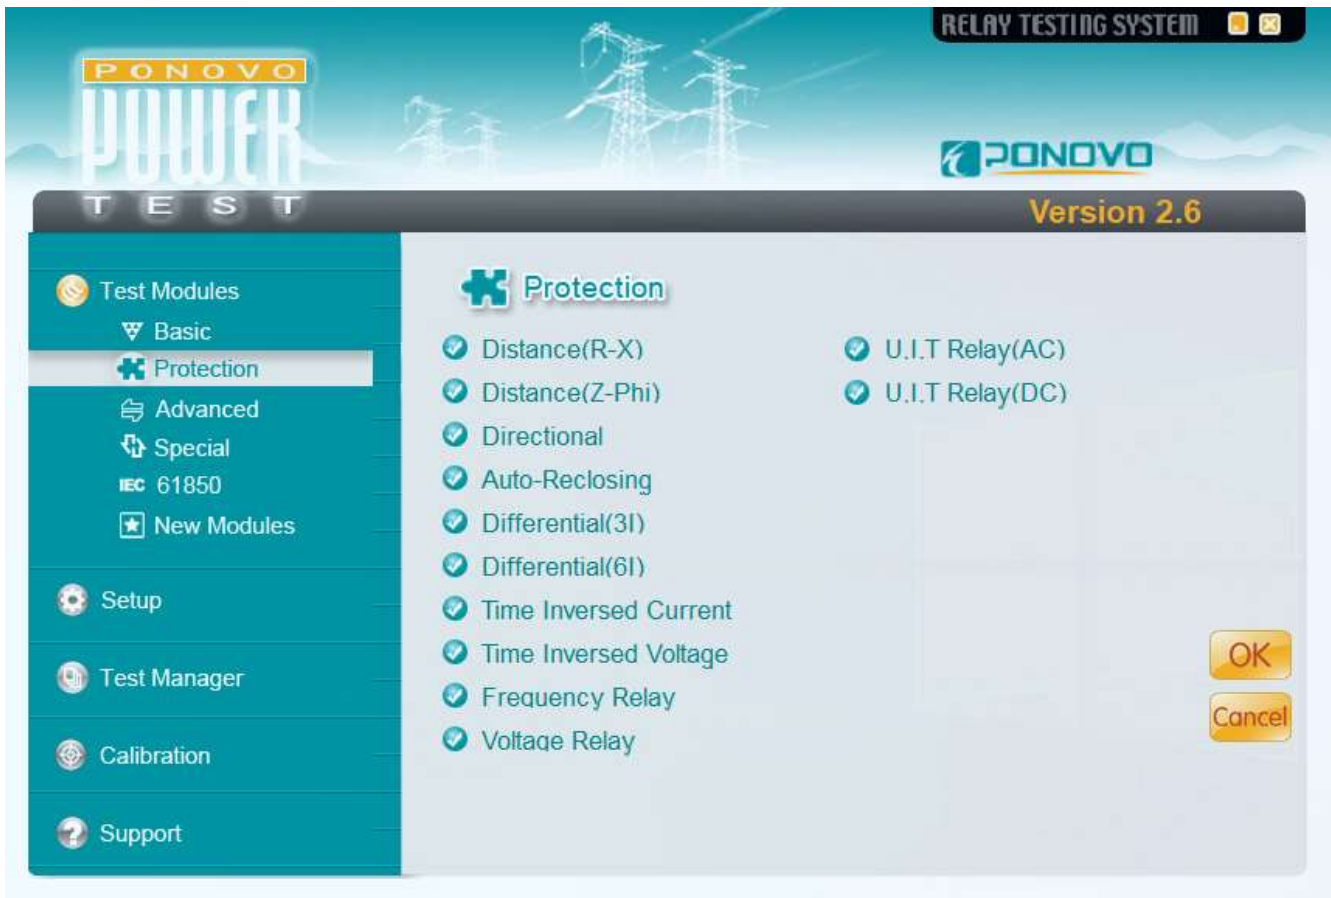 RELAY TESTING SYSTEM
PONOVO
POWER
TEST
PONOVO
Version 2.6
Test Modules
Basic
Protection
Advanced
Special
IEC 61850
New Modules
Setup
Test Manager
Calibration
Support
Protection
Distance(R-X)
Distance(Z-Phi)
Directional
Auto-Reclosing
Differential(3I)
Differential(6I)
Time Inversed Current
Time Inversed Voltage
Frequency Relay
Voltage Relay
U.I.T Relay(AC)
U.I.T Relay(DC)
OK
Cancel